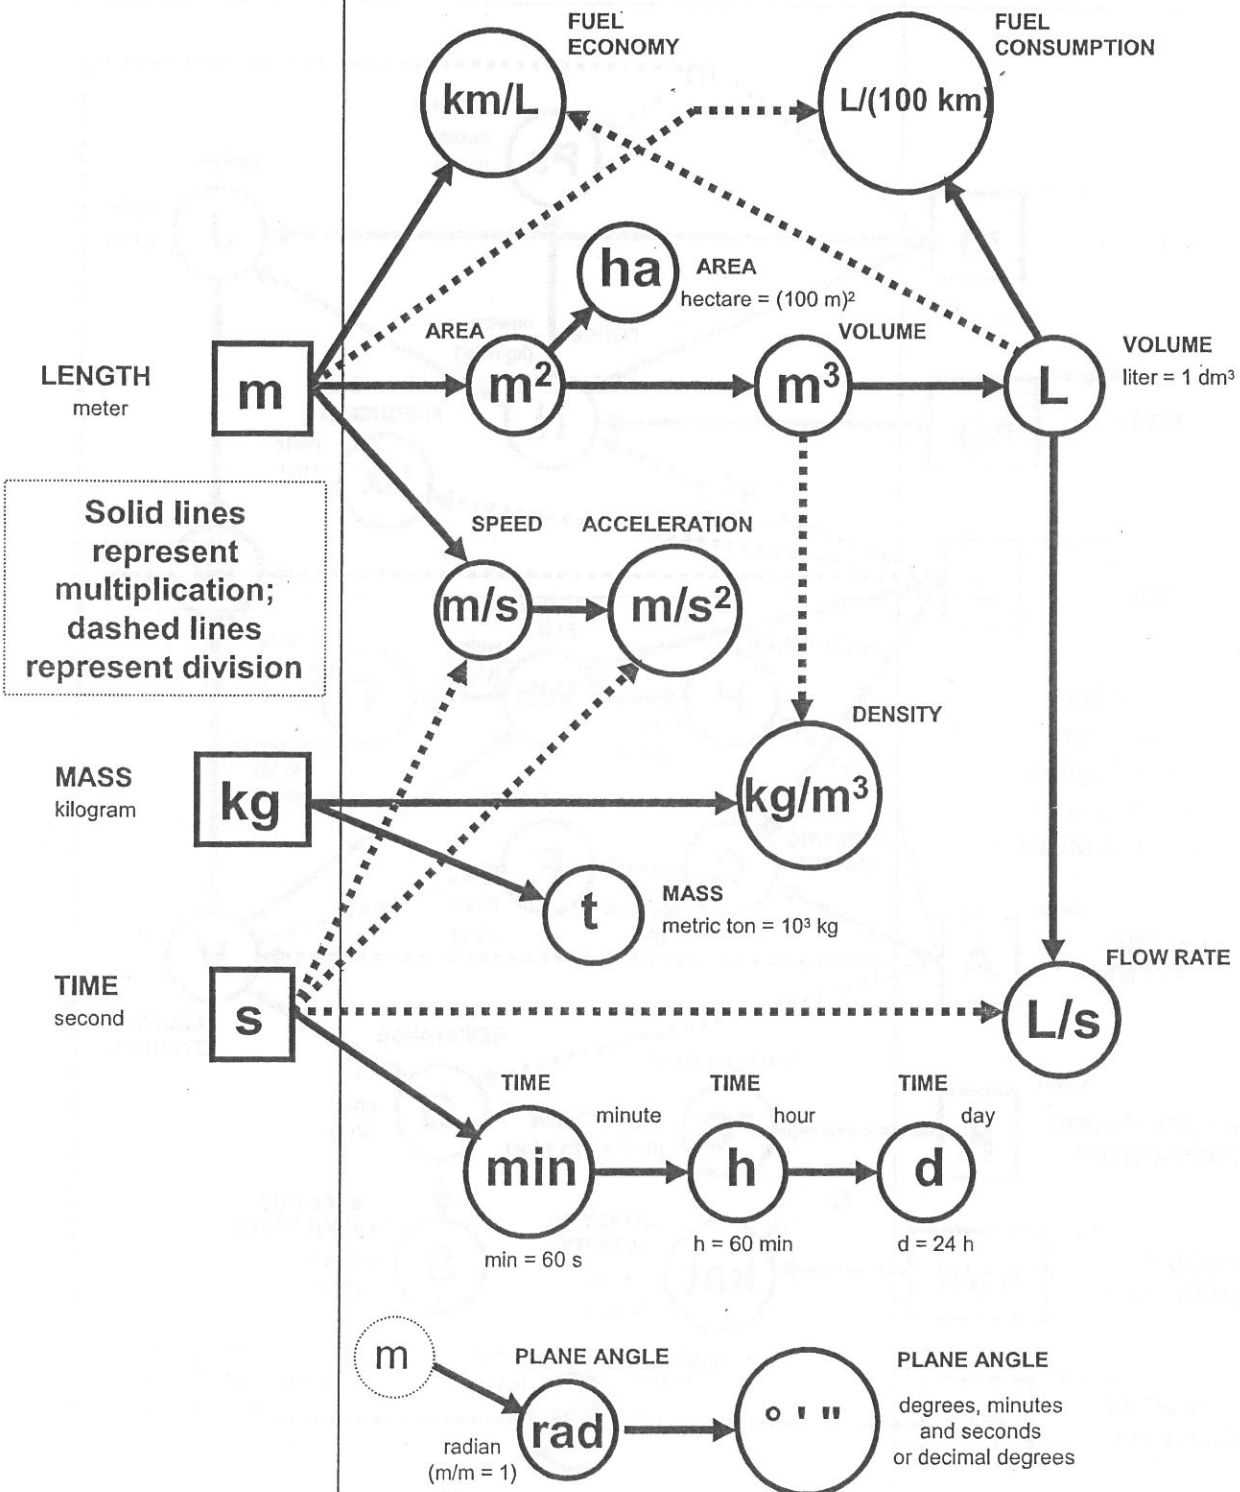 FUEL
ECONOMY
km/L
FUEL
CONSUMPTION
L/(100 km)
ha
AREA
hectare = (100 m)²
AREA
m²
VOLUME
m³
LENGTH
meter
m
L
VOLUME
liter = 1 dm³
Solid lines
represent
multiplication;
dashed lines
represent division
SPEED
m/s
ACCELERATION
m/s²
MASS
kilogram
kg
DENSITY
kg/m³
t
MASS
metric ton = 10³ kg
TIME
second
s
FLOW RATE
L/s
TIME
minute
min
min = 60 s
TIME
hour
h
h = 60 min
TIME
day
d
d = 24 h
m
PLANE ANGLE
rad
radian
(m/m = 1)
° ' "
PLANE ANGLE
degrees, minutes
and seconds
or decimal degrees